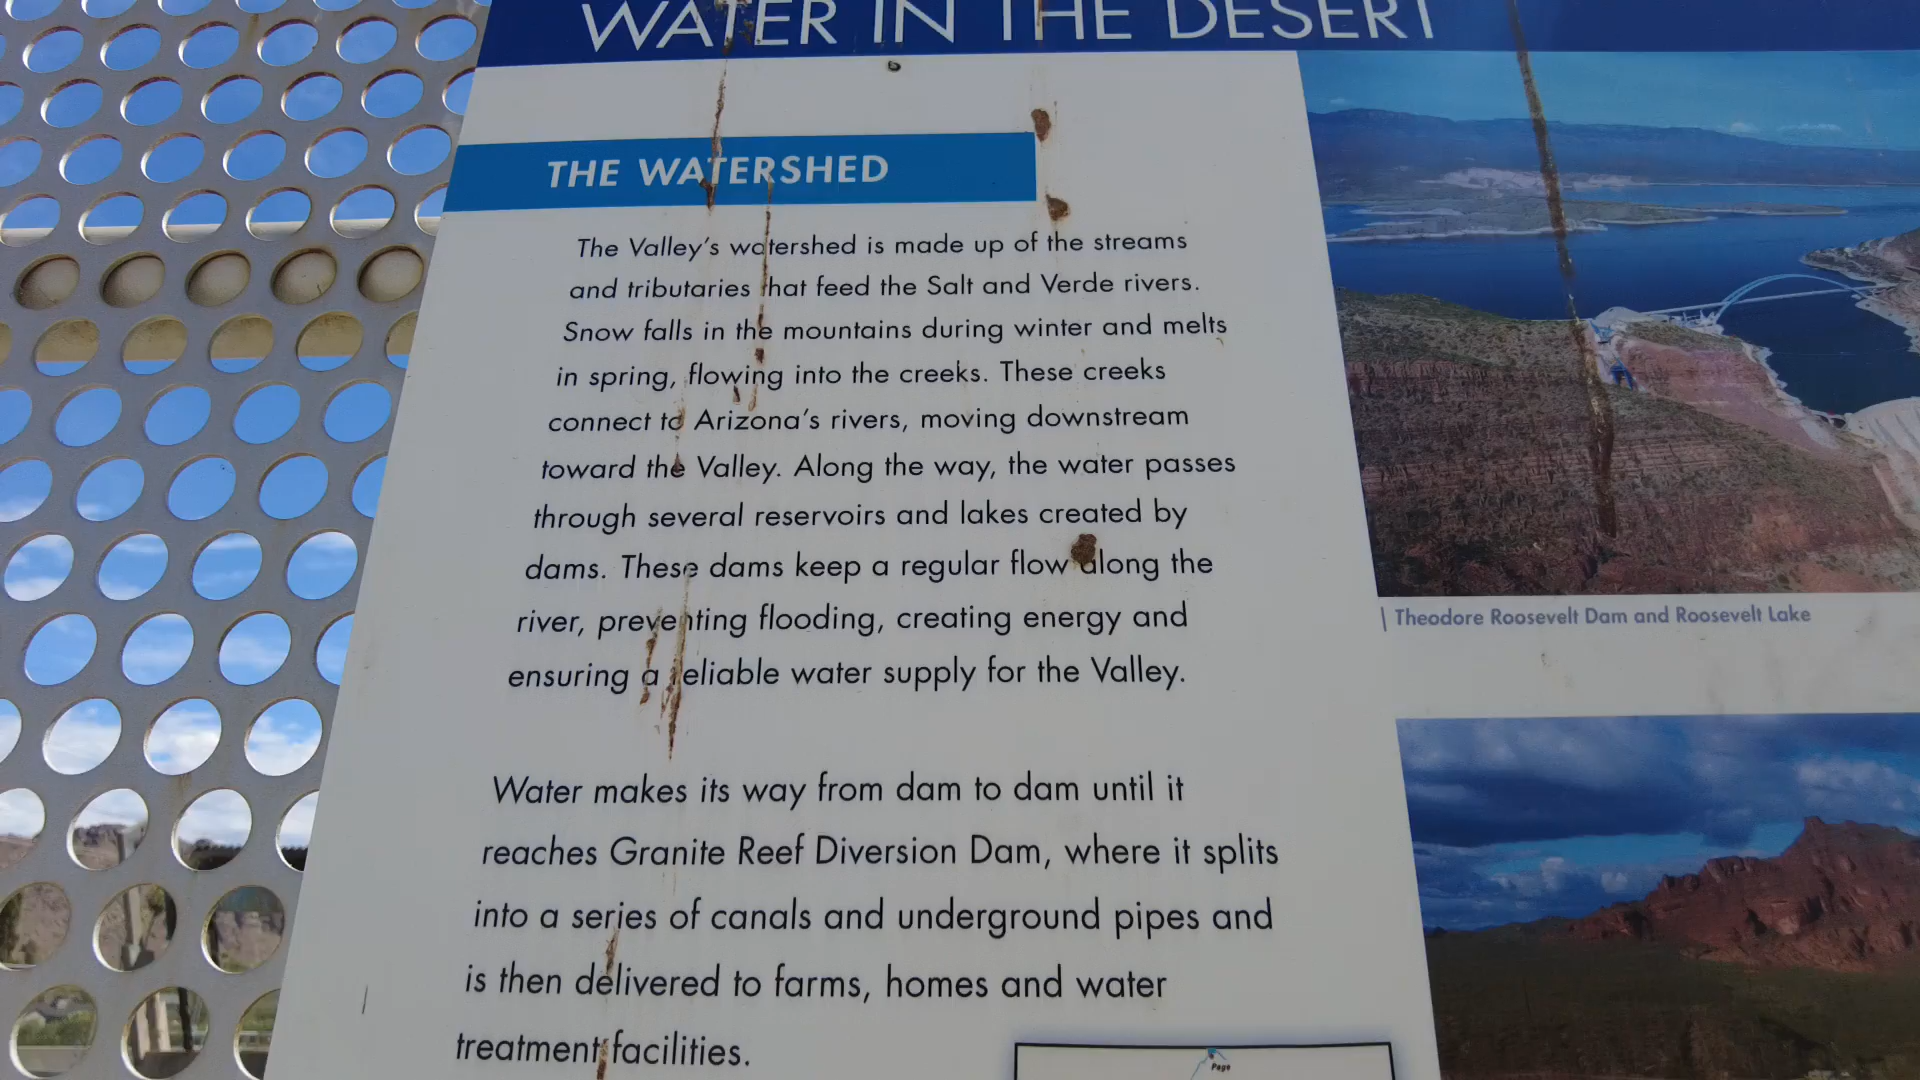 WATER IN THE DESERT
THE WATERSHED
The Valley's watershed is made up of the streams
and tributaries that feed the Salt and Verde rivers.
Snow falls in the mountains during winter and melts
in spring, flowing into the creeks. These creeks
connect to Arizona's rivers, moving downstream
toward the Valley. Along the way, the water passes
through several reservoirs and lakes created by
dams. These dams keep a regular flow along the
river, preventing flooding, creating energy and
ensuring a reliable water supply for the Valley.
Water makes its way from dam to dam until it
reaches Granite Reef Diversion Dam, where it splits
into a series of canals and underground pipes and
is then delivered to farms, homes and water
treatment facilities.
Theodore Roosevelt Dam and Roosevelt Lake
Page